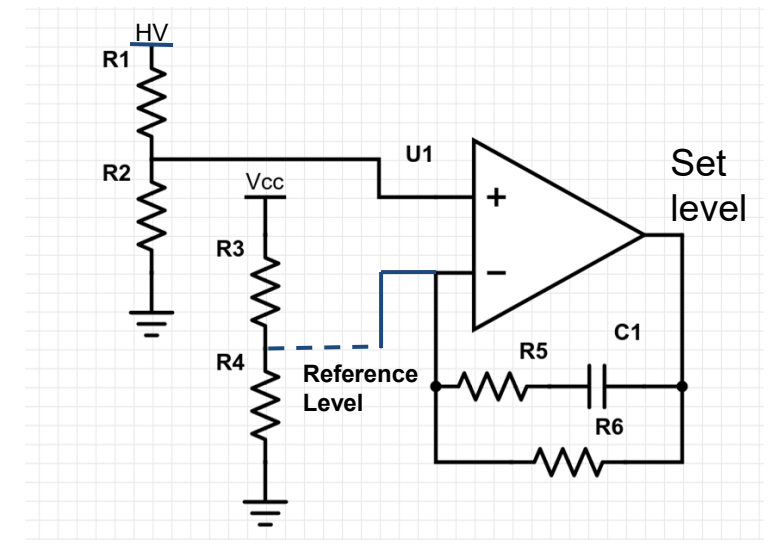 HV
R1
R2
Vcc
R3
R4
Reference
Level
U1
+
−
Set
level
C1
R5
R6